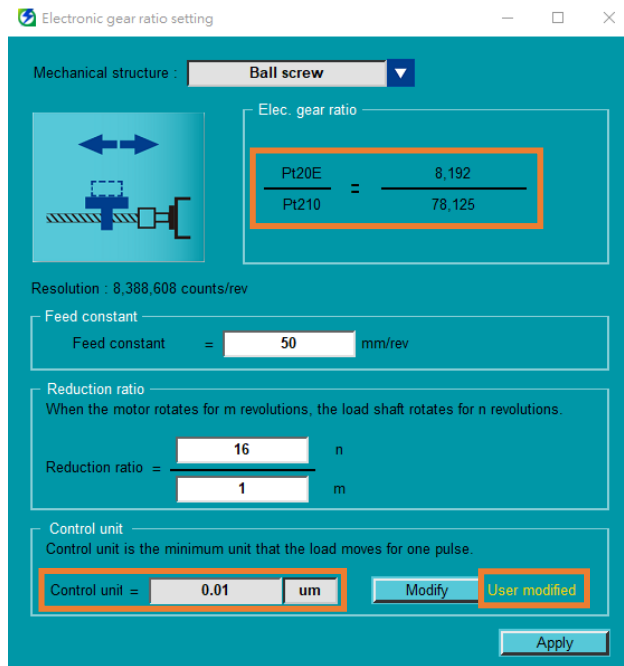 Electronic gear ratio setting
Mechanical structure : Ball screw
Elec. gear ratio
Pt20E = 8,192
Pt210 78,125
Resolution : 8,388,608 counts/rev
Feed constant
Feed constant = 50 mm/rev
Reduction ratio
When the motor rotates for m revolutions, the load shaft rotates for n revolutions.
16 n
Reduction ratio =
1 m
Control unit
Control unit is the minimum unit that the load moves for one pulse.
Control unit = 0.01 um Modify User modified
Apply